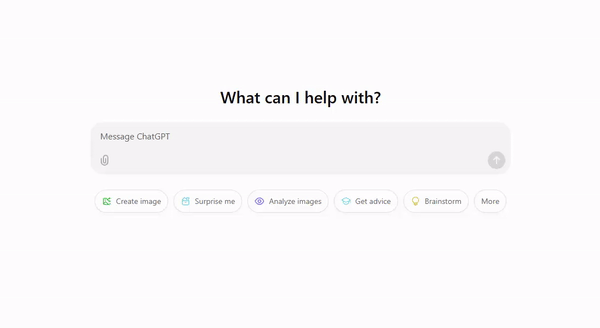 What can I help with?
Message ChatGPT
Create image Surprise me Analyze images Get advice Brainstorm More